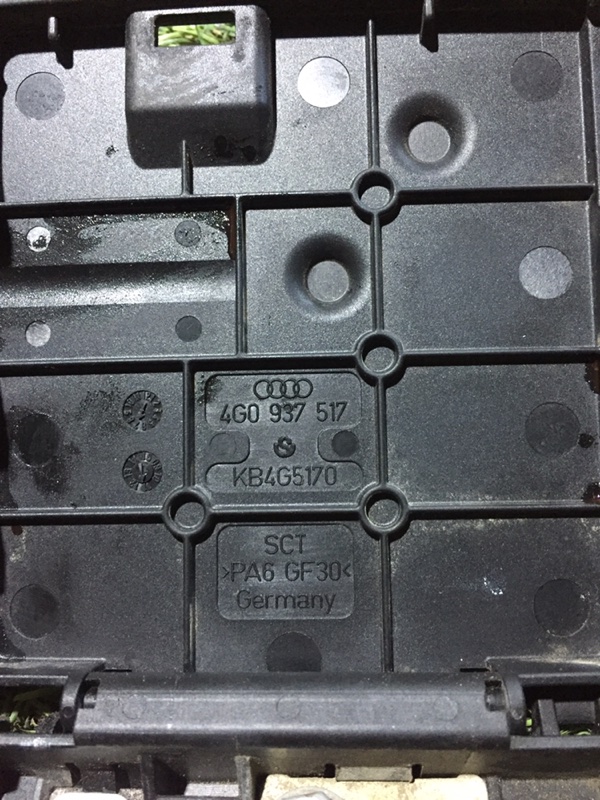 4G0 937 517
KB4G5170
SCT
>PA6 GF30<
Germany